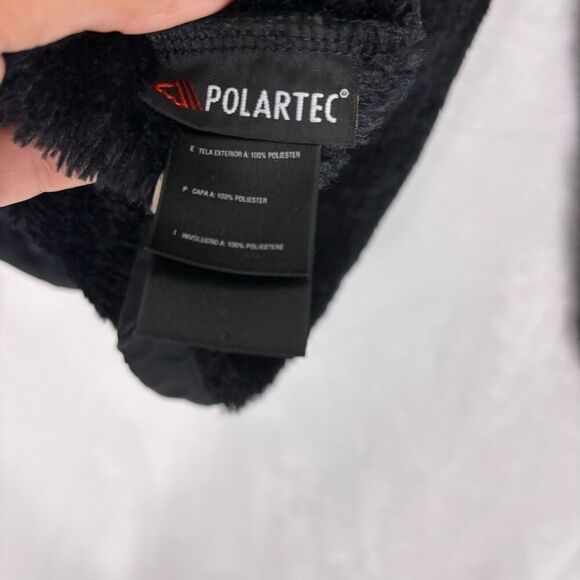 POLARTEC®
E TELA EXTERIOR A: 100% POLIESTER
P CAPA A: 100% POLIESTER
I INVOLUCRO A: 100% POLIESTERE